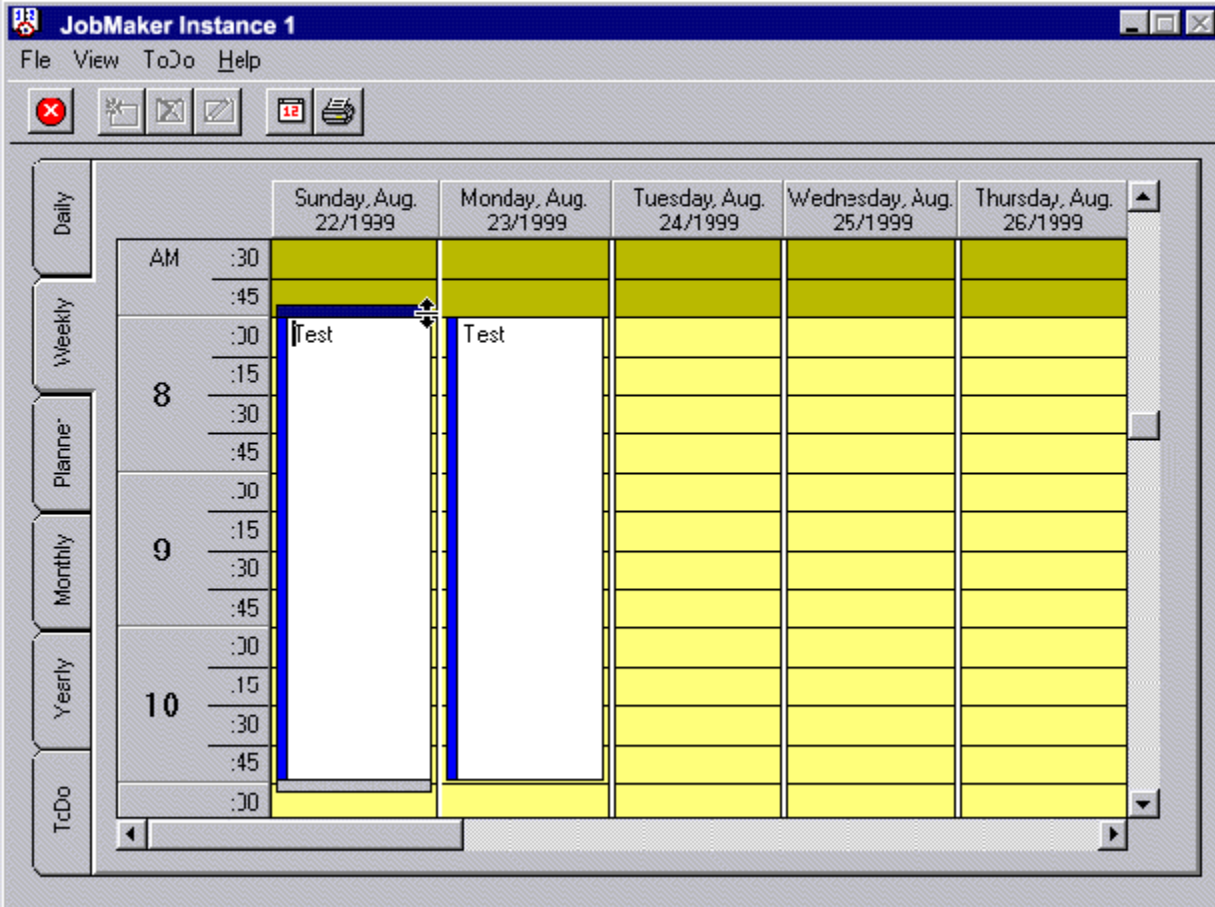 JobMaker Instance 1
File View ToDo Help
12
Daily
Weekly
Planner
Monthly
Yearly
ToDo
Sunday, Aug. 22/1999
Monday, Aug. 23/1999
Tuesday, Aug. 24/1999
Wednesday, Aug. 25/1999
Thursday, Aug. 26/1999
AM :30
:45
8 :00
:15
:30
:45
9 :00
:15
:30
:45
10 :00
:15
:30
:45
:00
Test
Test